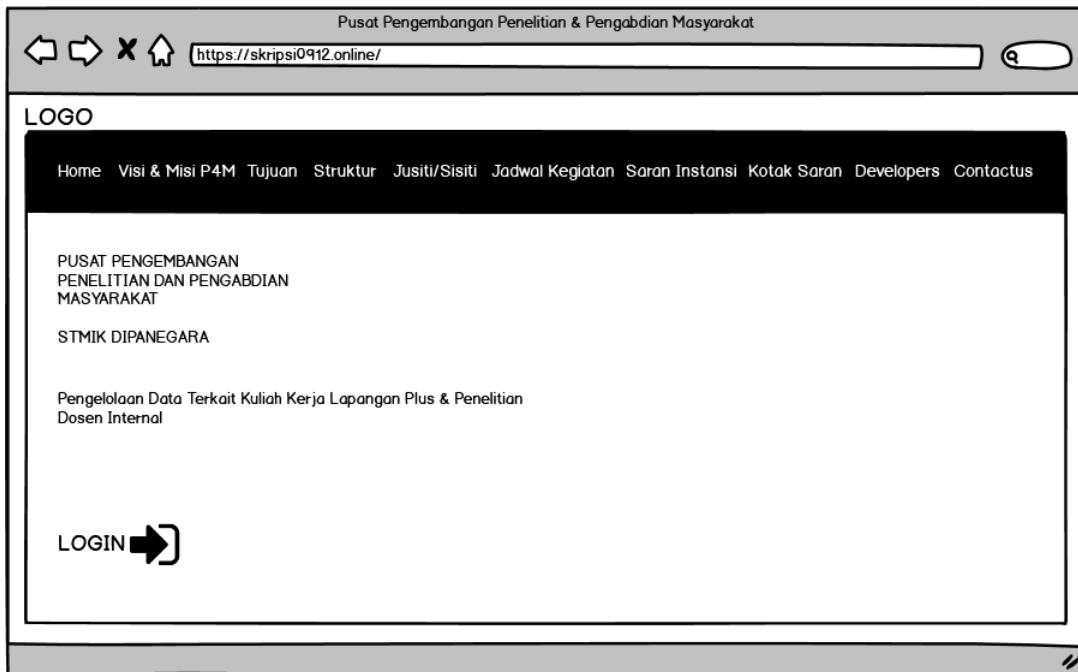 Pusat Pengembangan Penelitian & Pengabdian Masyarakat
https://skripsi0912.online/
LOGO
Home Visi & Misi P4M Tujuan Struktur Jusiti/Sisiti Jadwal Kegiatan Saran Instansi Kotak Saran Developers Contactus
PUSAT PENGEMBANGAN
PENELITIAN DAN PENGABDIAN
MASYARAKAT
STMIK DIPANEGARA
Pengelolaan Data Terkait Kuliah Kerja Lapangan Plus & Penelitian
Dosen Internal
LOGIN